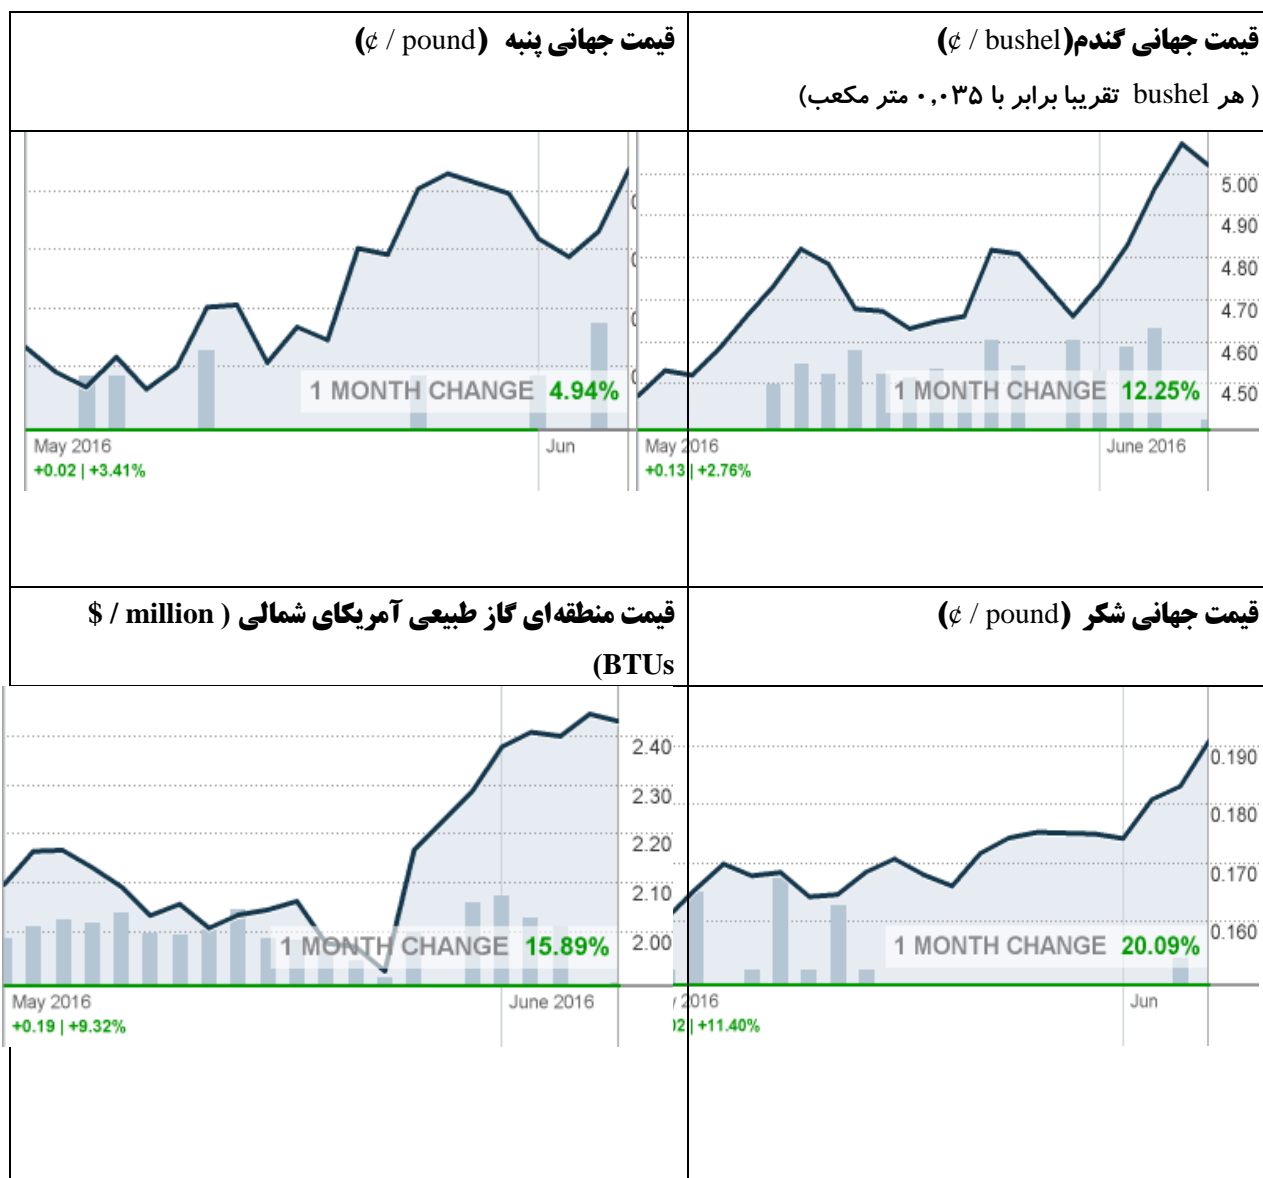 قیمت جهانی گندم(¢ / bushel)
( هر bushel تقریبا برابر با ۰,۰۳۵ متر مکعب)
قیمت جهانی پنبه (¢ / pound)
5.00
4.90
4.80
4.70
4.60
4.50
1 MONTH CHANGE 12.25%
May 2016
June 2016
+0.13 | +2.76%
1 MONTH CHANGE 4.94%
May 2016
Jun
+0.02 | +3.41%
قیمت جهانی شکر (¢ / pound)
قیمت منطقه‌ای گاز طبیعی آمریکای شمالی ( $ / million
BTUs)
0.190
0.180
0.170
0.160
1 MONTH CHANGE 20.09%
2016
Jun
+11.40%
2.40
2.30
2.20
2.10
2.00
1 MONTH CHANGE 15.89%
May 2016
June 2016
+0.19 | +9.32%